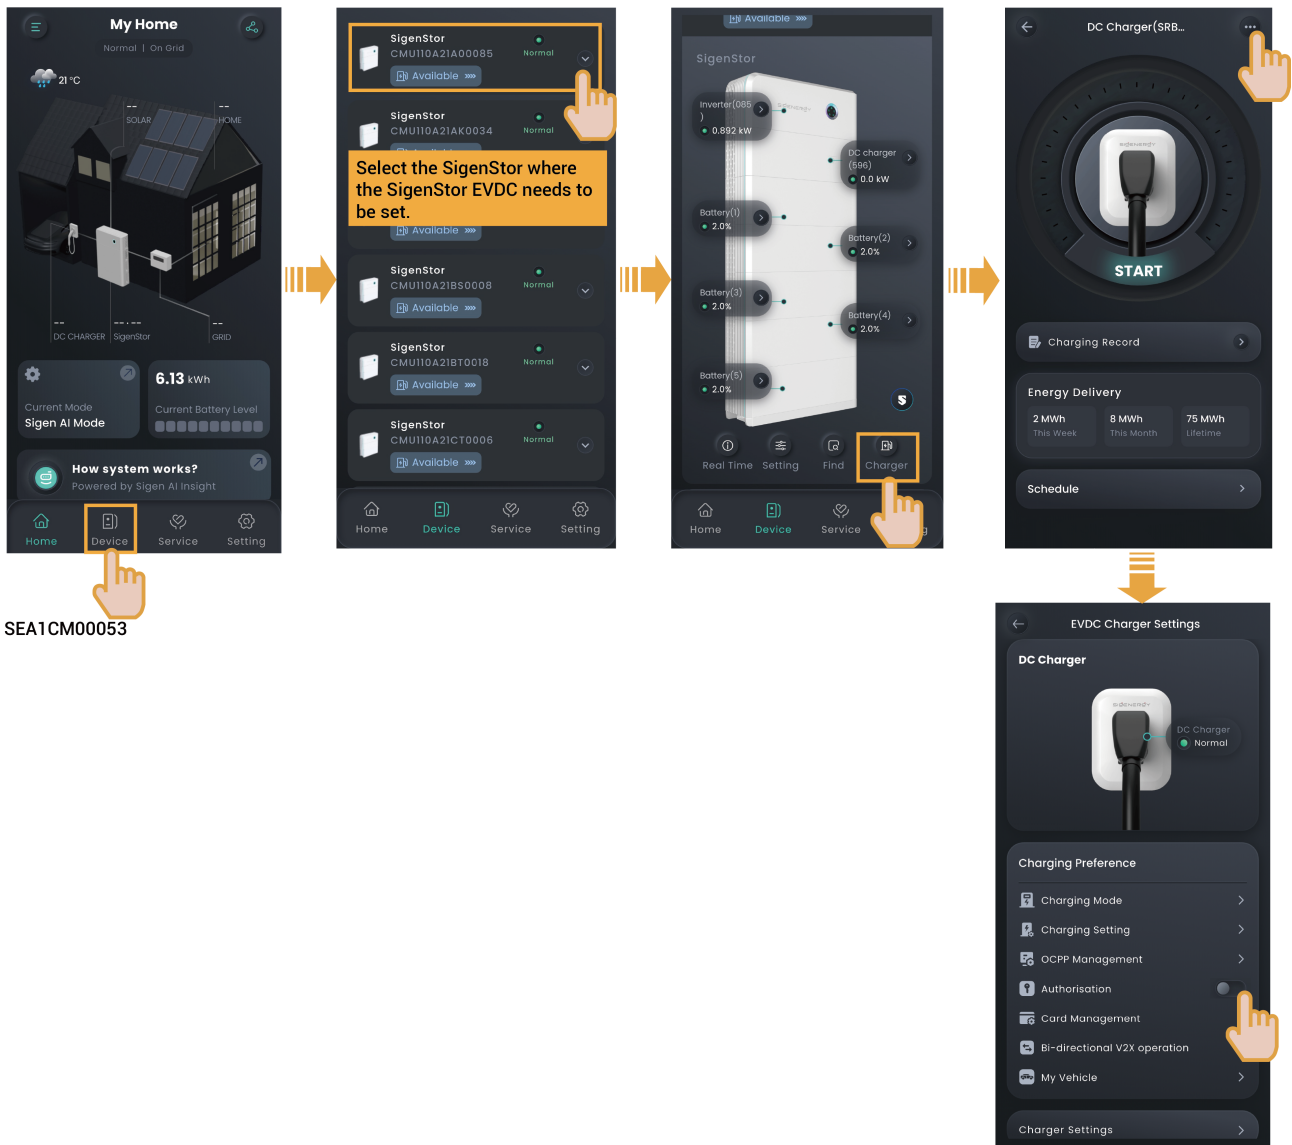 My Home
Normal | On Grid
21 °C
--
SOLAR
--
HOME
--
DC CHARGER
--.--
SigenStor
--
GRID
Current Mode
Sigen AI Mode
6.13 kWh
Current Battery Level
How system works?
Powered by Sigen AI Insight
Home
Device
Service
Setting
SEA1CM00053
SigenStor
CMU110A21A00085
Normal
Available
SigenStor
CMU110A21AK0034
Normal
Select the SigenStor where
the SigenStor EVDC needs to
be set.
Available
SigenStor
CMU110A21BS0008
Normal
Available
SigenStor
CMU110A21BT0018
Normal
Available
SigenStor
CMU110A21CT0006
Normal
Available
Home
Device
Service
Setting
Available
SigenStor
SIGENERGY
Inverter(085
)
0.892 kW
DC charger
(596)
0.0 kW
Battery(1)
2.0%
Battery(2)
2.0%
Battery(3)
2.0%
Battery(4)
2.0%
Battery(5)
2.0%
Real Time
Setting
Find
Charger
Home
Device
Service
DC Charger(SRB...
SIGENERGY
START
Charging Record
Energy Delivery
2 MWh
This Week
8 MWh
This Month
75 MWh
Lifetime
Schedule
EVDC Charger Settings
DC Charger
SIGENERGY
DC Charger
Normal
Charging Preference
Charging Mode
Charging Setting
OCPP Management
Authorisation
Card Management
Bi-directional V2X operation
My Vehicle
Charger Settings